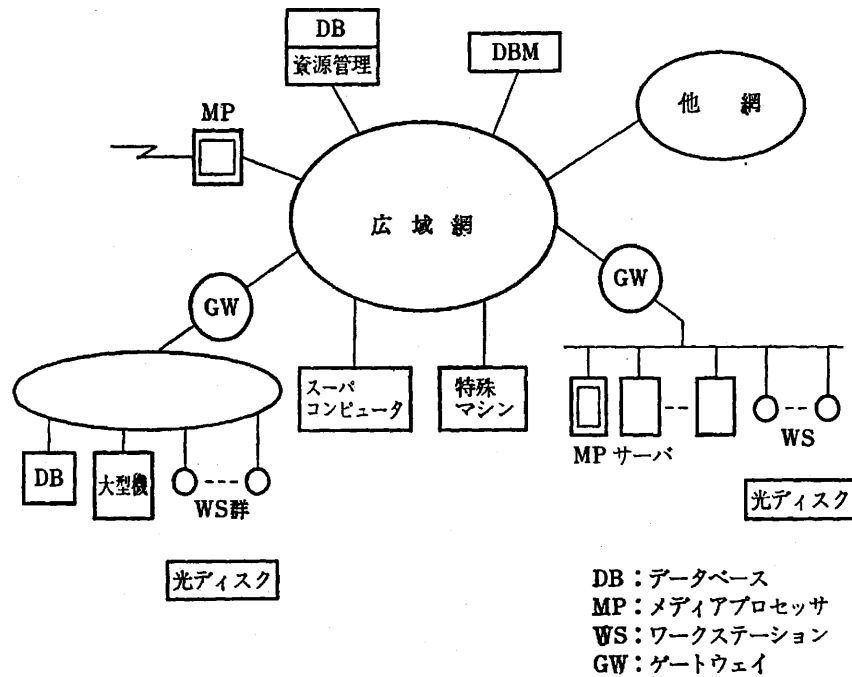 DB
資源管理
DBM
MP
他網
広域網
GW
GW
スーパ
コンピュータ
特殊
マシン
MP サーバ
WS
DB
大型機
WS群
光ディスク
光ディスク
DB：データベース
MP：メディアプロセッサ
WS：ワークステーション
GW：ゲートウェイ